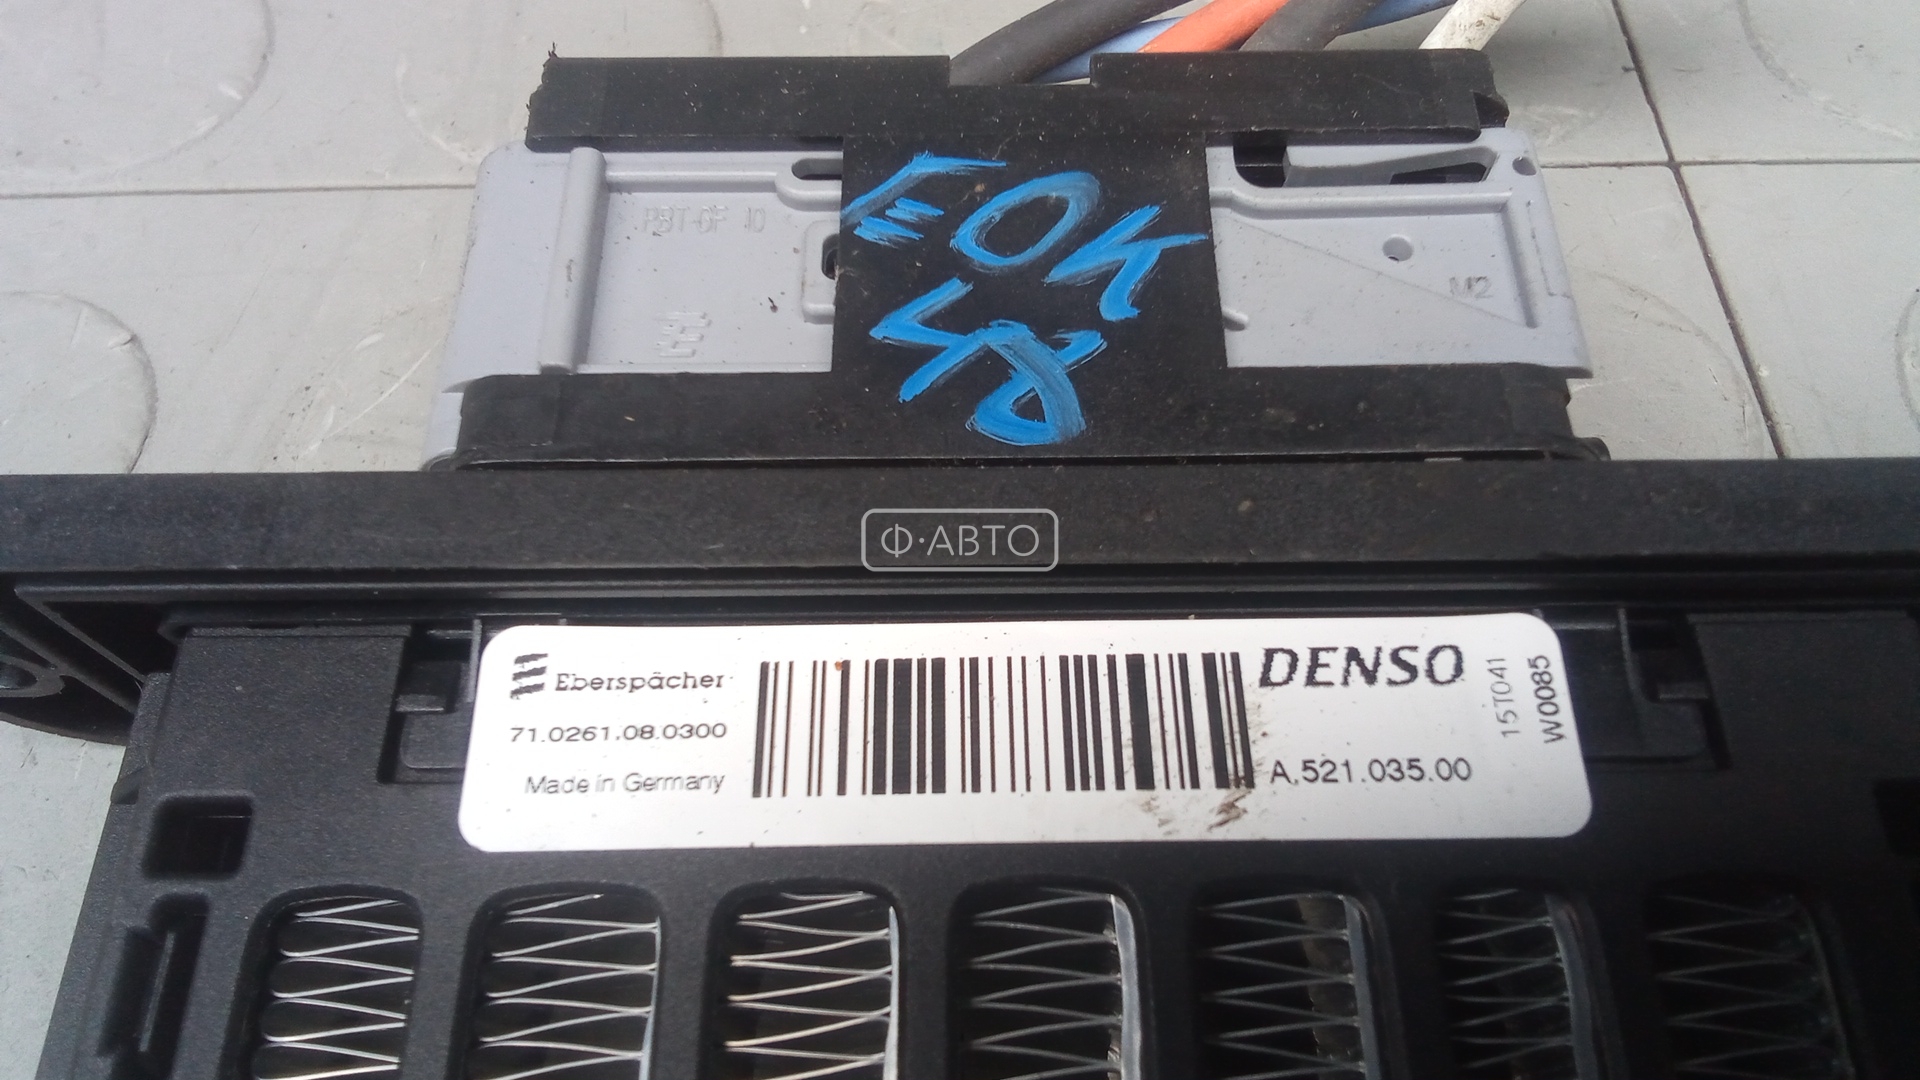 PBT-GF 10
EOK
48
M2
Ф·АВТО
Eberspächer
71.0261.08.0300
Made in Germany
DENSO
A.521.035.00
15T041
W0085